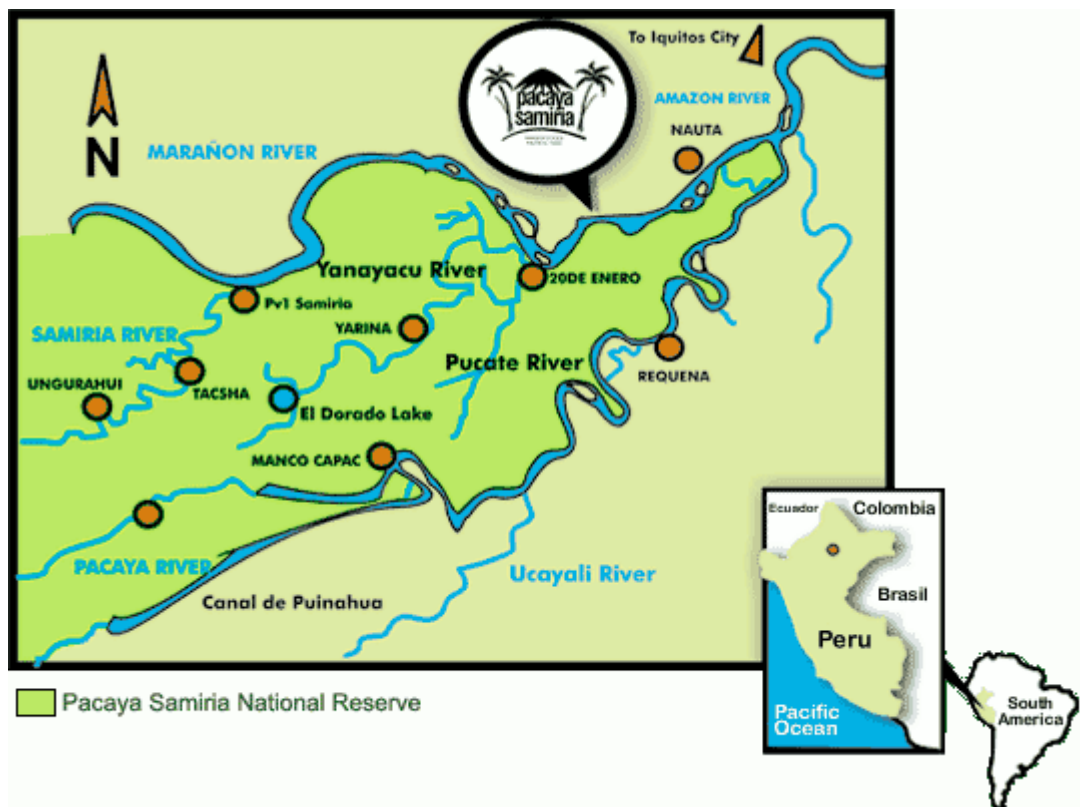 To Iquitos City
AMAZON RIVER
pacaya
samiria
NAUTA
N
MARAÑON RIVER
Yanayacu River
20DE ENERO
Pv1 Samiria
SAMIRIA RIVER
YARINA
Pucate River
REQUENA
UNGURAHUI
TACSHA
El Dorado Lake
MANCO CAPAC
PACAYA RIVER
Canal de Puinahua
Ucayali River
Ecuador
Colombia
Brasil
Peru
Pacific
Ocean
South
America
Pacaya Samiria National Reserve